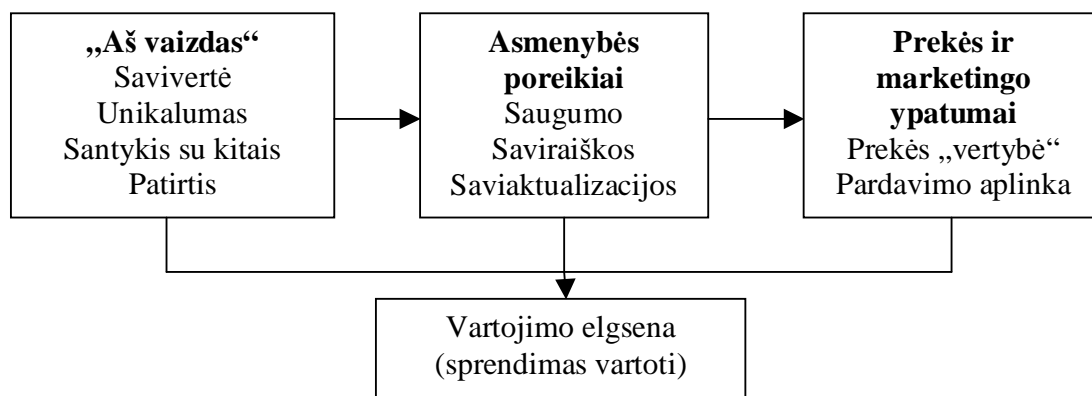 „Aš vaizdas“
Savivertė
Unikalumas
Santykis su kitais
Patirtis
Asmenybės
poreikiai
Saugumo
Saviraiškos
Saviaktualizacijos
Prekės ir
marketingo
ypatumai
Prekės „vertybė“
Pardavimo aplinka
Vartojimo elgsena
(sprendimas vartoti)